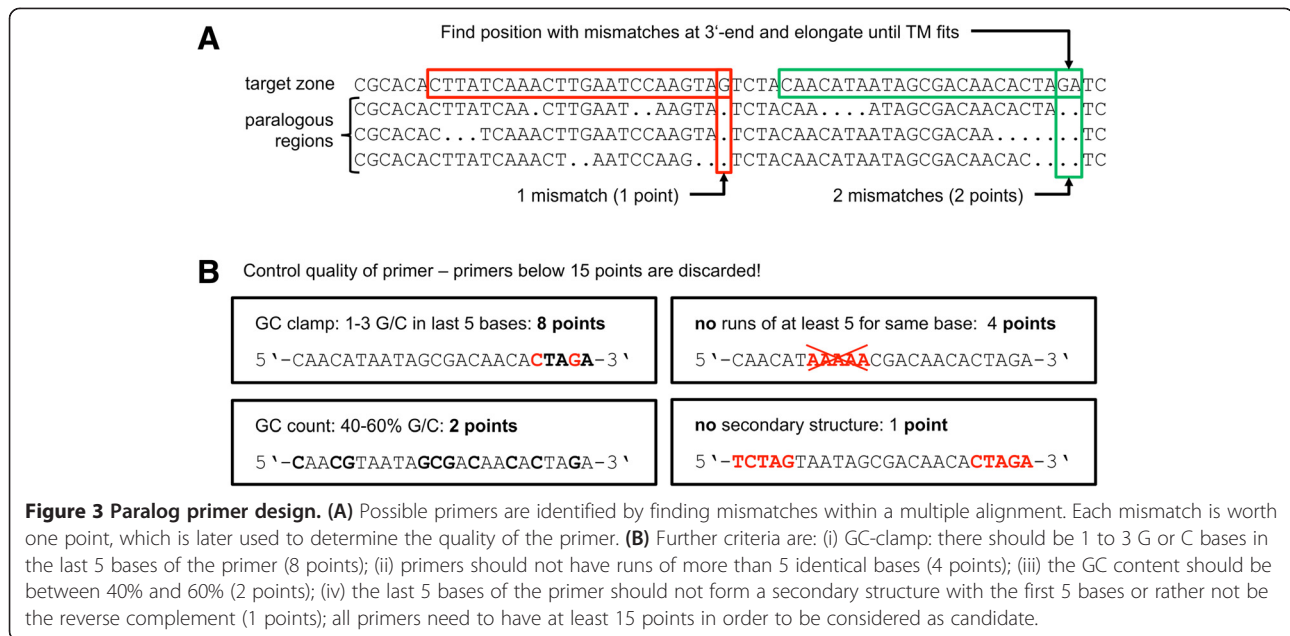 A
Find position with mismatches at 3'-end and elongate until TM fits
target zone CGCACACTTATCAAACTTGAATCCAAGTAGTCTACAACATAATAGCGACAACACTAGATC
paralogous regions
CGCACACTTATCAA.CTTGAAT..AAGTA.TCTACAA....ATAGCGACAACACTA..TC
CGCACAC...TCAAACTTGAATCCAAGTA.TCTACAACATAATAGCGACAA.......TC
CGCACACTTATCAAACT..AATCCAAG...TCTACAACATAATAGCGACAACAC....TC
1 mismatch (1 point)
2 mismatches (2 points)
B Control quality of primer – primers below 15 points are discarded!
GC clamp: 1-3 G/C in last 5 bases: 8 points
5'-CAACATAATAGCGACAACACTAGA-3'
no runs of at least 5 for same base: 4 points
5'-CAACATAAAAACGACAACACTAGA-3'
GC count: 40-60% G/C: 2 points
5'-CAACGTAATAGCGACAACACTAGA-3'
no secondary structure: 1 point
5'-TCTAGTAATAGCGACAACACTAGA-3'
Figure 3 Paralog primer design. (A) Possible primers are identified by finding mismatches within a multiple alignment. Each mismatch is worth
one point, which is later used to determine the quality of the primer. (B) Further criteria are: (i) GC-clamp: there should be 1 to 3 G or C bases in
the last 5 bases of the primer (8 points); (ii) primers should not have runs of more than 5 identical bases (4 points); (iii) the GC content should be
between 40% and 60% (2 points); (iv) the last 5 bases of the primer should not form a secondary structure with the first 5 bases or rather not be
the reverse complement (1 points); all primers need to have at least 15 points in order to be considered as candidate.